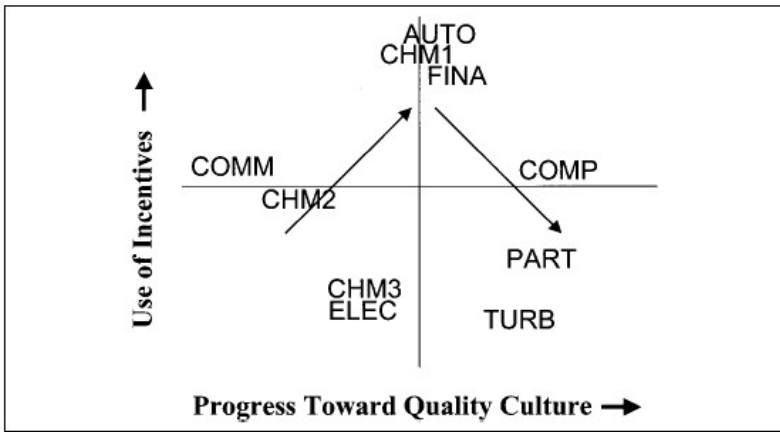 AUTO
CHM1
FINA
COMM
COMP
CHM2
PART
CHM3
ELEC
TURB
Use of Incentives
Progress Toward Quality Culture